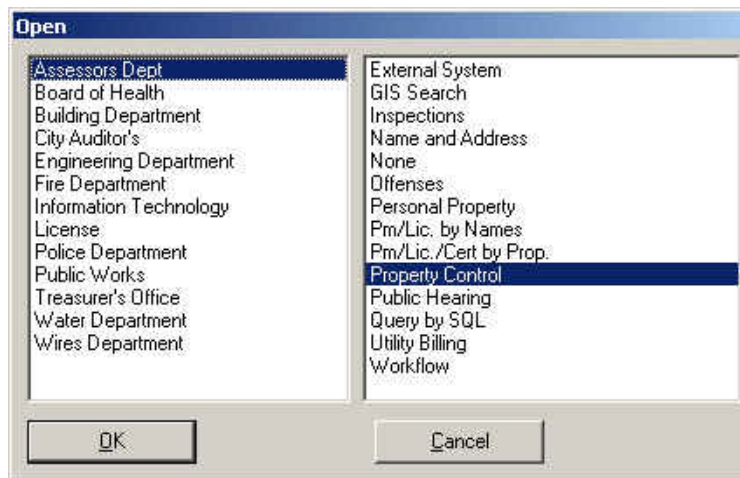 Open
Assessors Dept
Board of Health
Building Department
City Auditor's
Engineering Department
Fire Department
Information Technology
License
Police Department
Public Works
Treasurer's Office
Water Department
Wires Department
External System
GIS Search
Inspections
Name and Address
None
Offenses
Personal Property
Pm/Lic. by Names
Pm/Lic./Cert by Prop.
Property Control
Public Hearing
Query by SQL
Utility Billing
Workflow
OK
Cancel